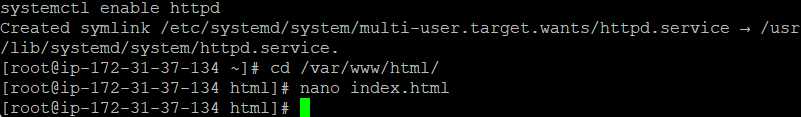 systemctl enable httpd
Created symlink /etc/systemd/system/multi-user.target.wants/httpd.service → /usr
/lib/systemd/system/httpd.service.
[root@ip-172-31-37-134 ~]# cd /var/www/html/
[root@ip-172-31-37-134 html]# nano index.html
[root@ip-172-31-37-134 html]#